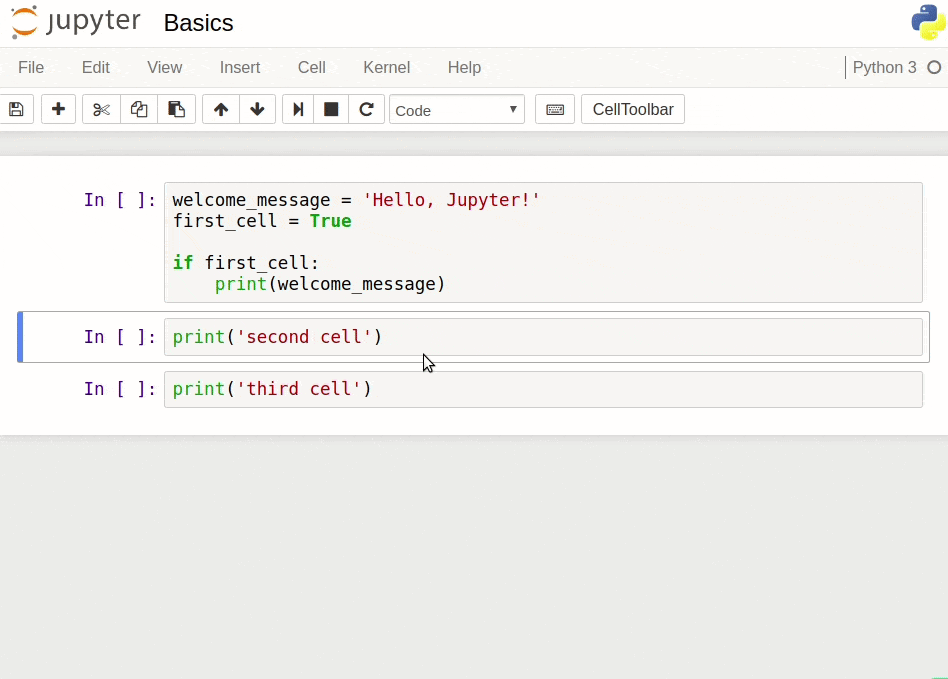 jupyter Basics
File Edit View Insert Cell Kernel Help Python 3
Code CellToolbar
In [ ]: welcome_message = 'Hello, Jupyter!'
first_cell = True
if first_cell:
    print(welcome_message)
In [ ]: print('second cell')
In [ ]: print('third cell')